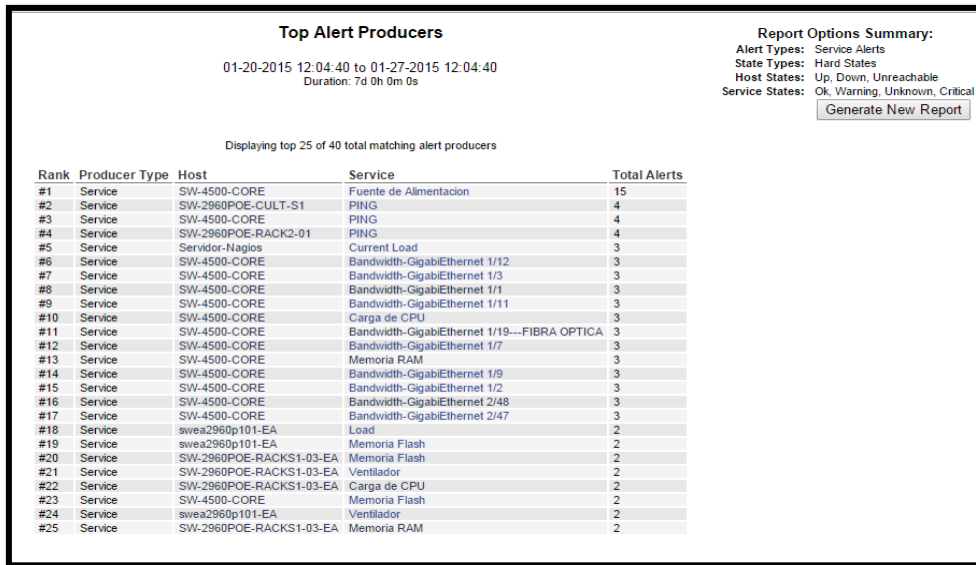 Top Alert Producers
01-20-2015 12:04:40 to 01-27-2015 12:04:40
Duration: 7d 0h 0m 0s
Report Options Summary:
Alert Types: Service Alerts
State Types: Hard States
Host States: Up, Down, Unreachable
Service States: Ok, Warning, Unknown, Critical
Generate New Report
Displaying top 25 of 40 total matching alert producers
Rank Producer Type Host Service Total Alerts
#1 Service SW-4500-CORE Fuente de Alimentacion 15
#2 Service SW-2960POE-CULT-S1 PING 4
#3 Service SW-4500-CORE PING 4
#4 Service SW-2960POE-RACK2-01 PING 4
#5 Service Servidor-Nagios Current Load 3
#6 Service SW-4500-CORE Bandwidth-GigabiEthernet 1/12 3
#7 Service SW-4500-CORE Bandwidth-GigabiEthernet 1/3 3
#8 Service SW-4500-CORE Bandwidth-GigabiEthernet 1/1 3
#9 Service SW-4500-CORE Bandwidth-GigabiEthernet 1/11 3
#10 Service SW-4500-CORE Carga de CPU 3
#11 Service SW-4500-CORE Bandwidth-GigabiEthernet 1/19---FIBRA OPTICA 3
#12 Service SW-4500-CORE Bandwidth-GigabiEthernet 1/7 3
#13 Service SW-4500-CORE Memoria RAM 3
#14 Service SW-4500-CORE Bandwidth-GigabiEthernet 1/9 3
#15 Service SW-4500-CORE Bandwidth-GigabiEthernet 1/2 3
#16 Service SW-4500-CORE Bandwidth-GigabiEthernet 2/48 3
#17 Service SW-4500-CORE Bandwidth-GigabiEthernet 2/47 3
#18 Service swea2960p101-EA Load 2
#19 Service swea2960p101-EA Memoria Flash 2
#20 Service SW-2960POE-RACKS1-03-EA Memoria Flash 2
#21 Service SW-2960POE-RACKS1-03-EA Ventilador 2
#22 Service SW-2960POE-RACKS1-03-EA Carga de CPU 2
#23 Service SW-4500-CORE Memoria Flash 2
#24 Service swea2960p101-EA Ventilador 2
#25 Service SW-2960POE-RACKS1-03-EA Memoria RAM 2